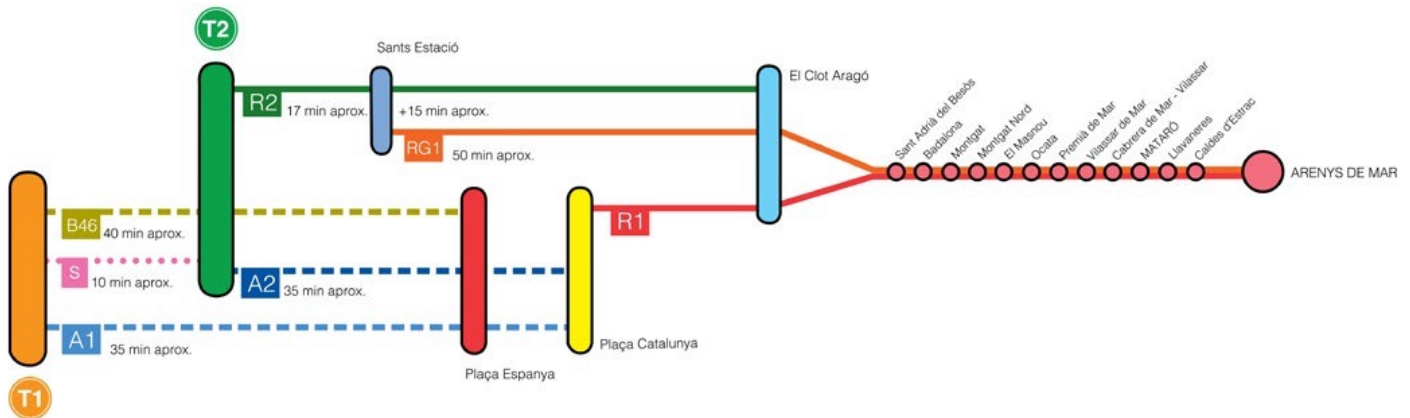 T2
Sants Estació
El Clot Aragó
R2
17 min aprox.
+15 min aprox.
RG1
50 min aprox.
Sant Adrià del Besòs
Badalona
Montgat
Montgat Nord
El Masnou
Ocata
Premià de Mar
Vilassar de Mar
Cabrera de Mar - Vilassar
MATARÓ
Llavaneres
Caldes d'Estrac
ARENYS DE MAR
B46
40 min aprox.
R1
S
10 min aprox.
A2
35 min aprox.
A1
35 min aprox.
Plaça Catalunya
Plaça Espanya
T1